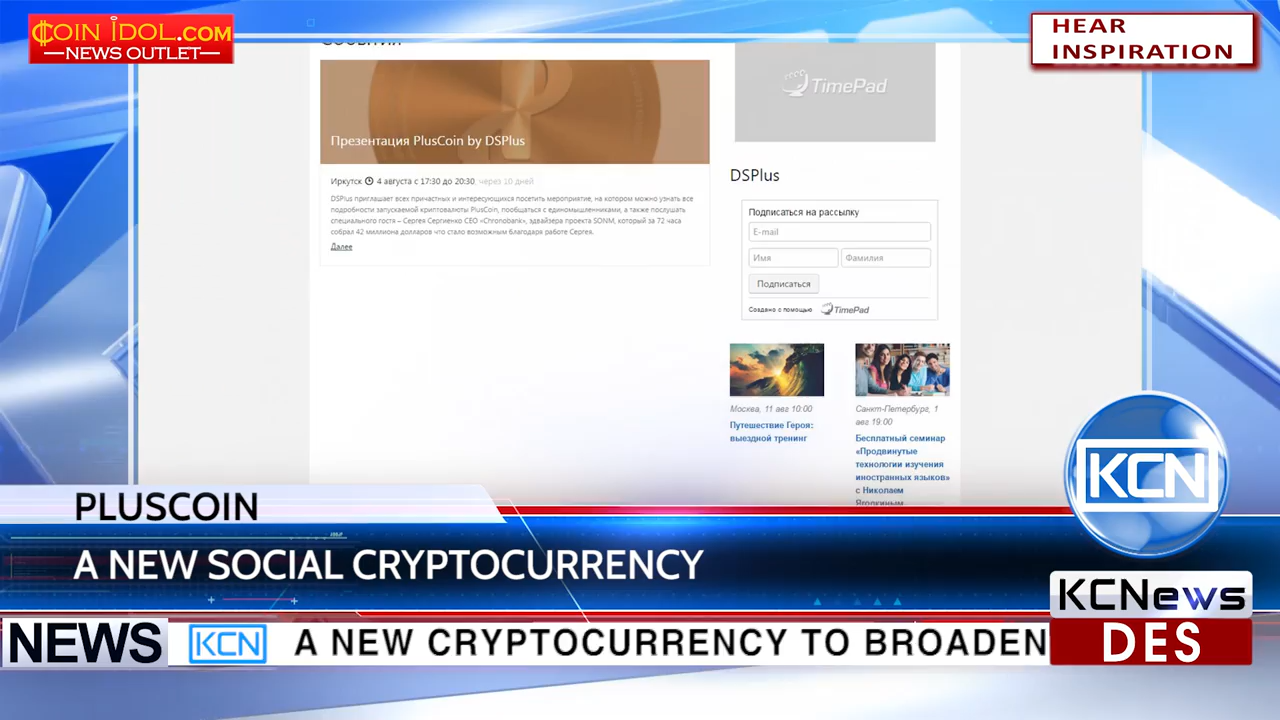 COIN IDOL.COM
NEWS OUTLET
HEAR
INSPIRATION
События
Презентация PlusCoin by DSPlus
Иркутск 4 августа с 17:30 до 20:30, через 10 дней
DSPlus приглашает всех причастных и интересующихся посетить мероприятие, на котором можно узнать все
подробности запускаемой криптовалюты PlusCoin, пообщаться с единомышленниками, а также послушать
специального гостя – Сергея Сергиенко CEO «Chronobank», эдвайзера проекта SONM, который за 72 часа
собрал 42 миллиона долларов что стало возможным благодаря работе Сергея.
Далее
TimePad
DSPlus
Подписаться на рассылку
E-mail
Имя Фамилия
Подписаться
Создано с помощью TimePad
Москва, 11 авг 10:00
Путешествие Героя:
выездной тренинг
Санкт-Петербург, 1
авг 19:00
Бесплатный семинар
«Продвинутые
технологии изучения
иностранных языков»
с Николаем
Ягодкиным
KCN
PLUSCOIN
A NEW SOCIAL CRYPTOCURRENCY
KCNews
DES
NEWS KCN A NEW CRYPTOCURRENCY TO BROADEN